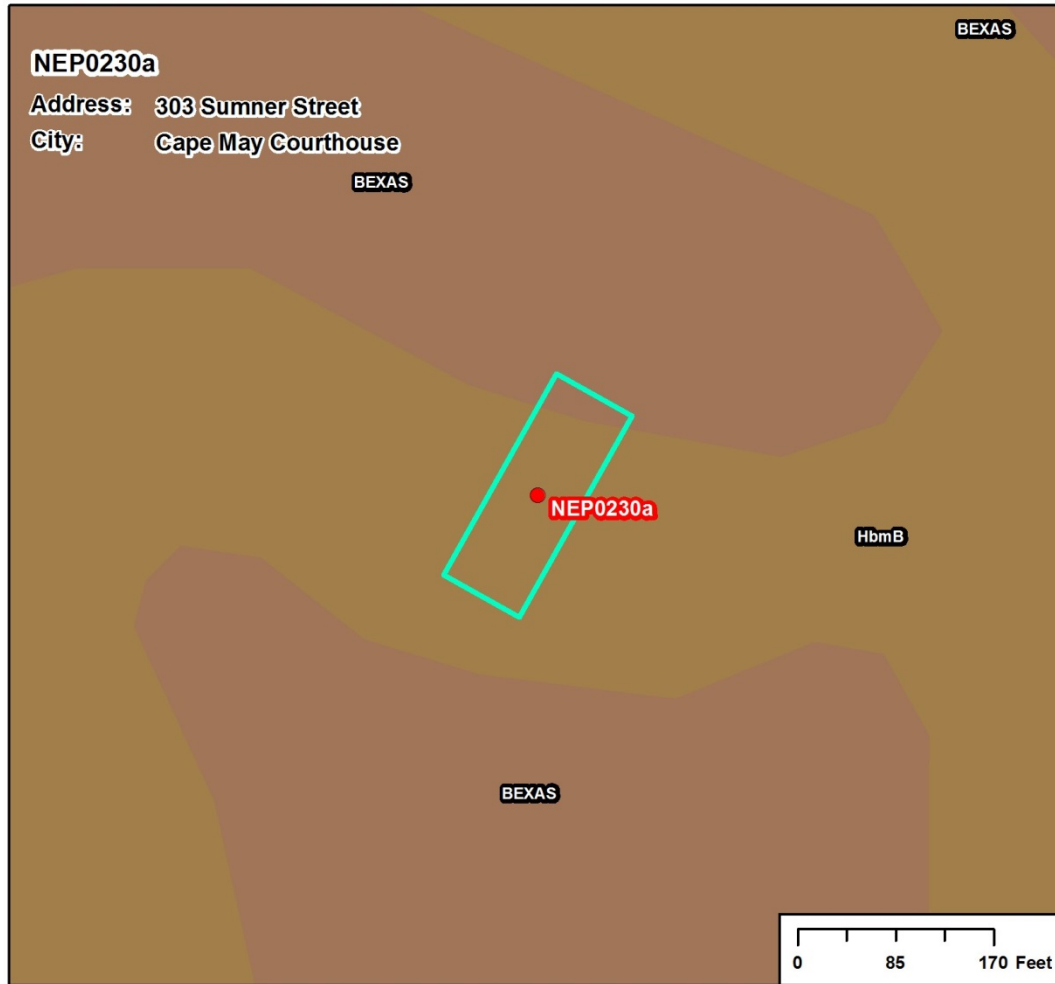 BEXAS
NEP0230a
Address: 303 Sumner Street
City: Cape May Courthouse
BEXAS
NEP0230a
HbmB
BEXAS
0 85 170 Feet